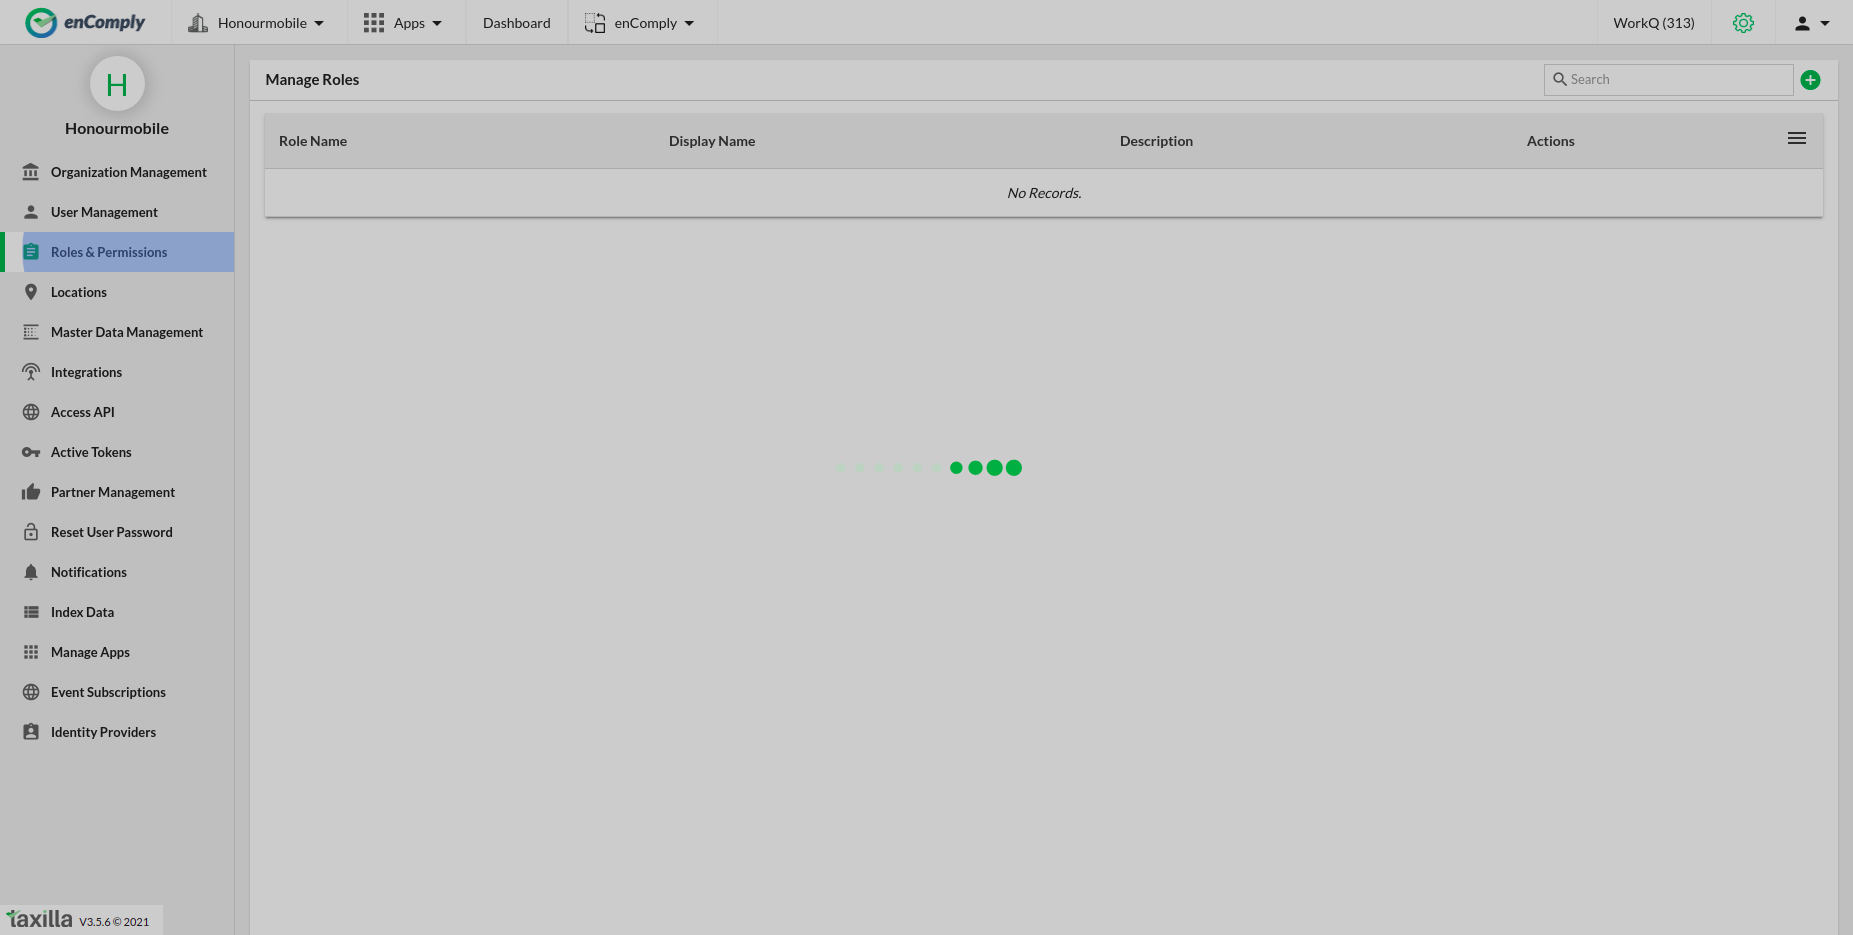 enComply
Honourmobile
Apps
Dashboard
enComply
WorkQ (313)
H
Honourmobile
Organization Management
User Management
Roles & Permissions
Locations
Master Data Management
Integrations
Access API
Active Tokens
Partner Management
Reset User Password
Notifications
Index Data
Manage Apps
Event Subscriptions
Identity Providers
taxilla V3.5.6 © 2021
Manage Roles
Search
Role Name Display Name Description Actions
No Records.